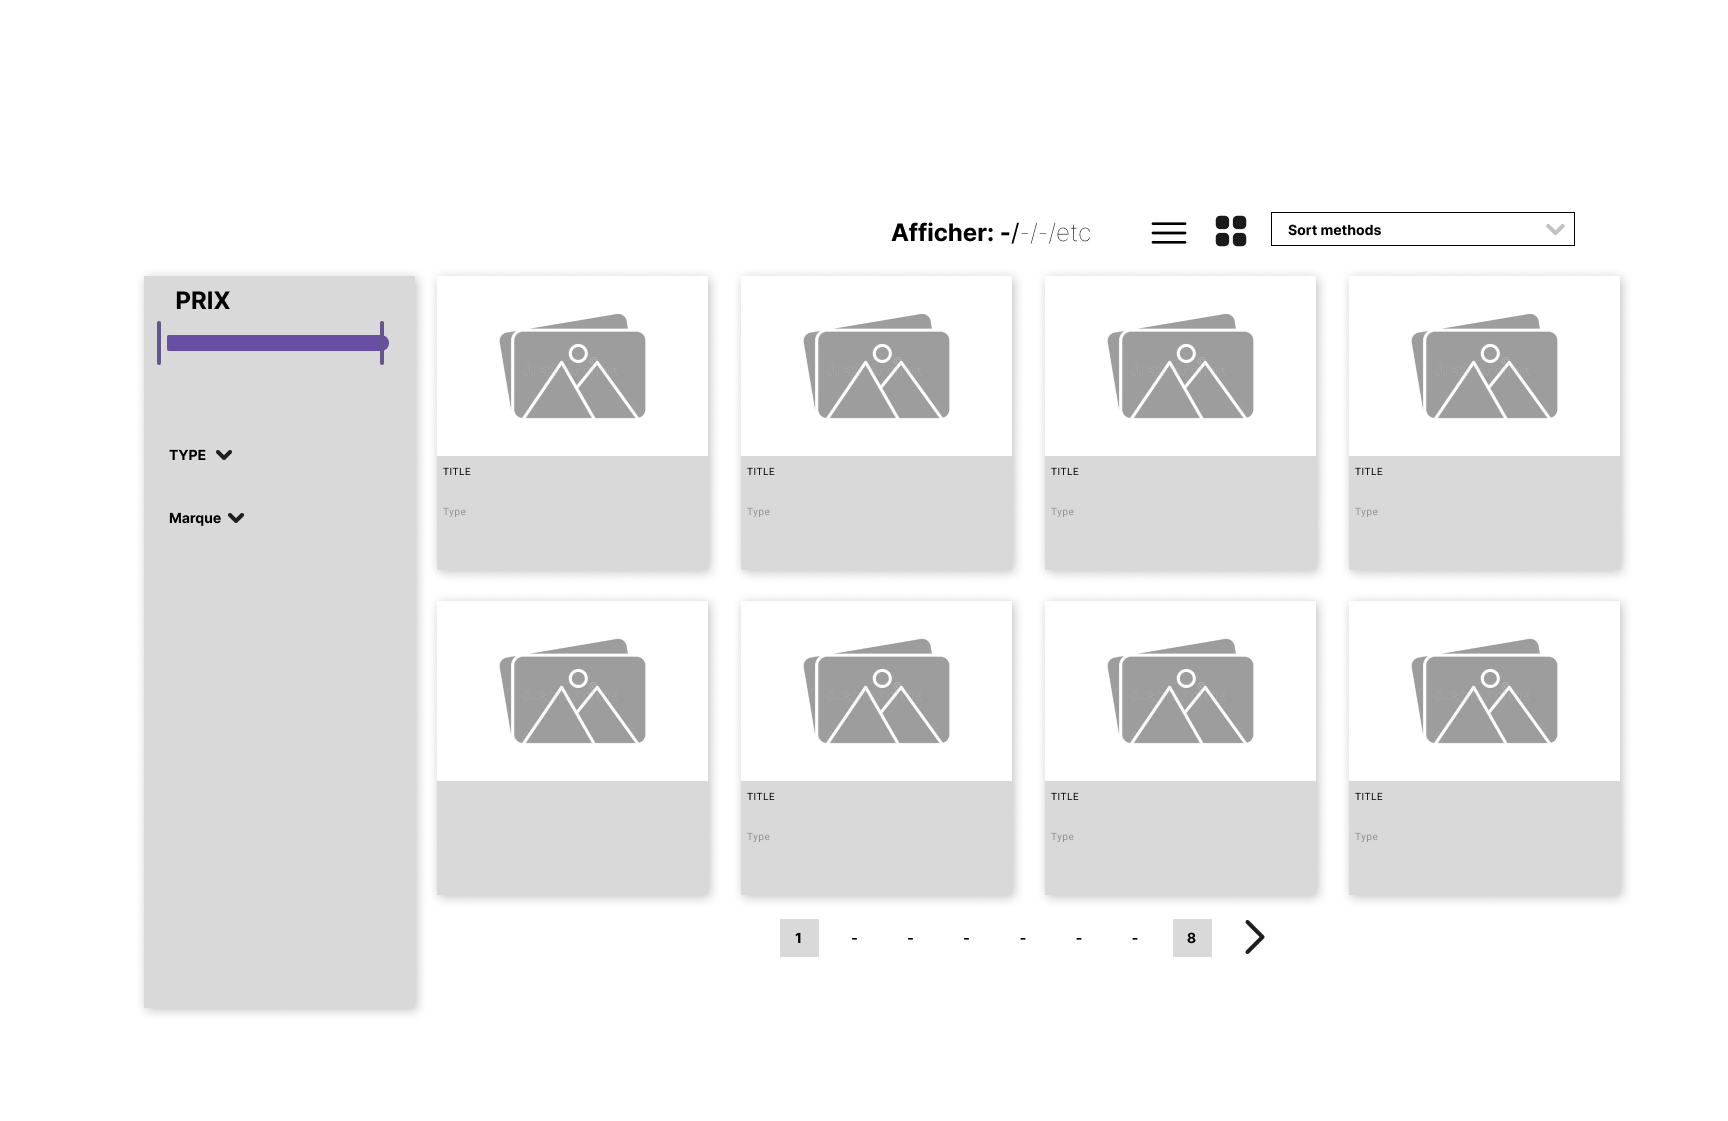 Afficher: -/-/-/etc
Sort methods
PRIX
TYPE
Marque
TITLE
Type
TITLE
Type
TITLE
Type
TITLE
Type
TITLE
Type
TITLE
Type
TITLE
Type
1 - - - - - - 8